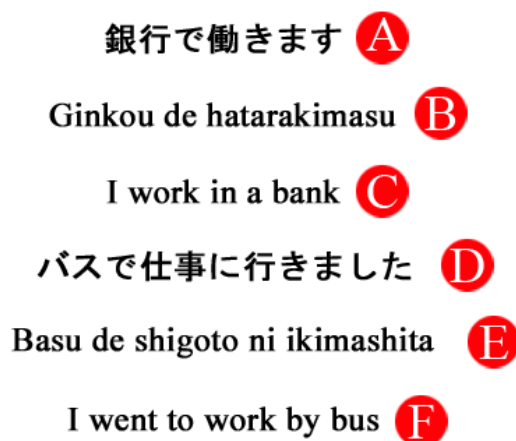 銀行で働きます A
Ginkou de hatarakimasu B
I work in a bank C
バスで仕事に行きました D
Basu de shigoto ni ikimashita E
I went to work by bus F